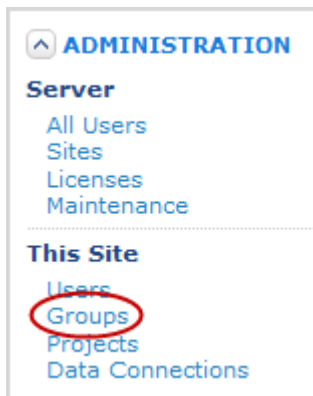 ADMINISTRATION
Server
All Users
Sites
Licenses
Maintenance
This Site
Users
Groups
Projects
Data Connections